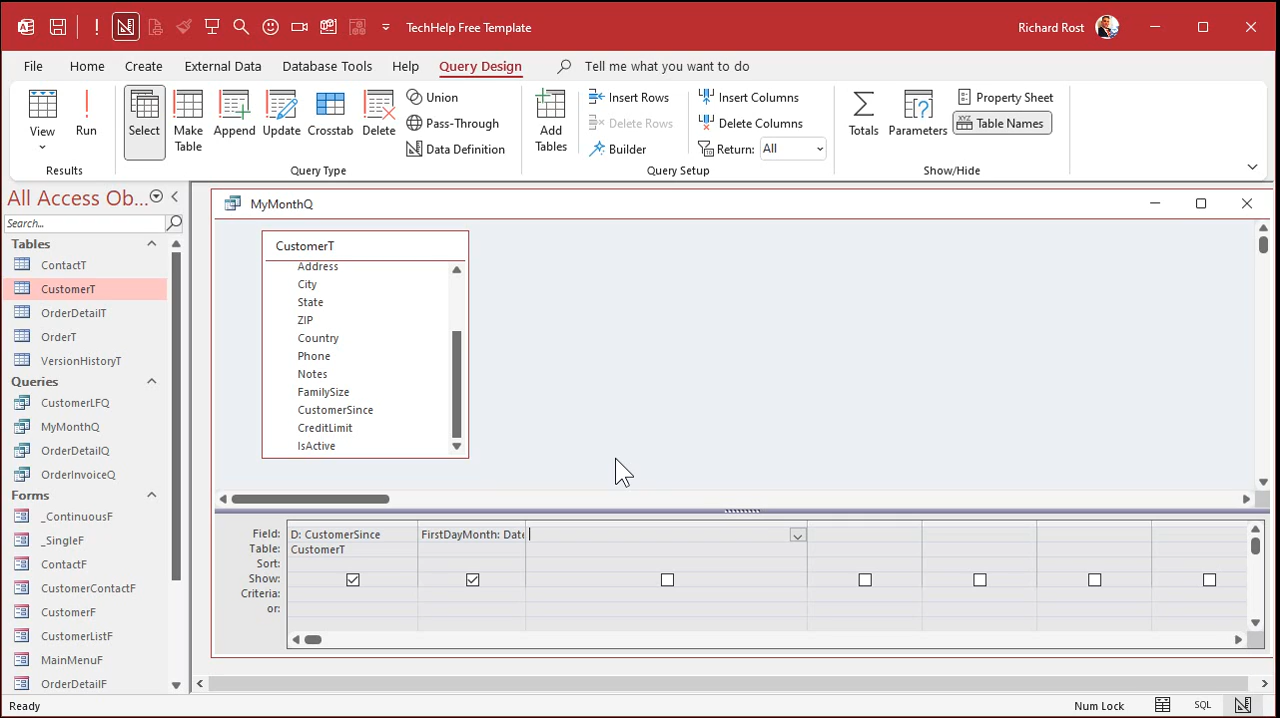 TechHelp Free Template
Richard Rost
File Home Create External Data Database Tools Help Query Design Tell me what you want to do
View
Run
Results
Select
Make Table
Append
Update
Crosstab
Delete
Union
Pass-Through
Data Definition
Query Type
Add Tables
Insert Rows
Delete Rows
Builder
Insert Columns
Delete Columns
Return: All
Query Setup
Totals
Parameters
Property Sheet
Table Names
Show/Hide
All Access Ob...
Search...
Tables
ContactT
CustomerT
OrderDetailT
OrderT
VersionHistoryT
Queries
CustomerLFQ
MyMonthQ
OrderDetailQ
OrderInvoiceQ
Forms
_ContinuousF
_SingleF
ContactF
CustomerContactF
CustomerF
CustomerListF
MainMenuF
OrderDetailF
MyMonthQ
CustomerT
Address
City
State
ZIP
Country
Phone
Notes
FamilySize
CustomerSince
CreditLimit
IsActive
Field: D: CustomerSince FirstDayMonth: Date
Table: CustomerT
Sort:
Show:
Criteria:
or:
Ready
Num Lock
SQL